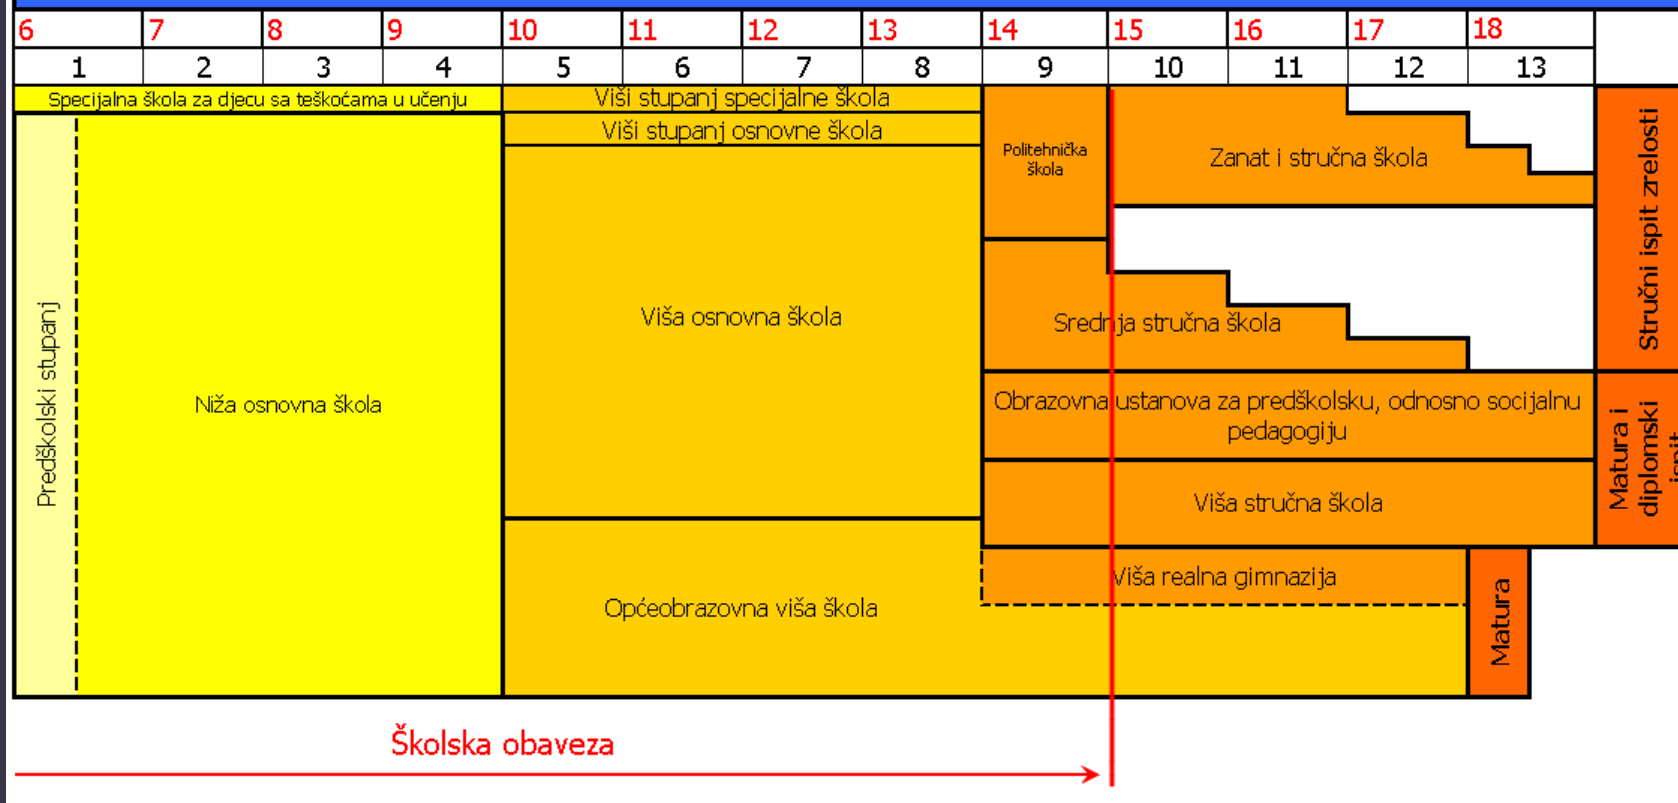 6 7 8 9 10 11 12 13 14 15 16 17 18
1 2 3 4 5 6 7 8 9 10 11 12 13
Specijalna škola za djecu sa teškoćama u učenju
Viši stupanj specijalne škola
Viši stupanj osnovne škola
Politehnička
škola
Zanat i stručna škola
Stručni ispit zrelosti
Predškolski stupanj
Niža osnovna škola
Viša osnovna škola
Srednja stručna škola
Obrazovna ustanova za predškolsku, odnosno socijalnu
pedagogiju
Matura i
diplomski
ispit
Viša stručna škola
Viša realna gimnazija
Općeobrazovna viša škola
Matura
Školska obaveza